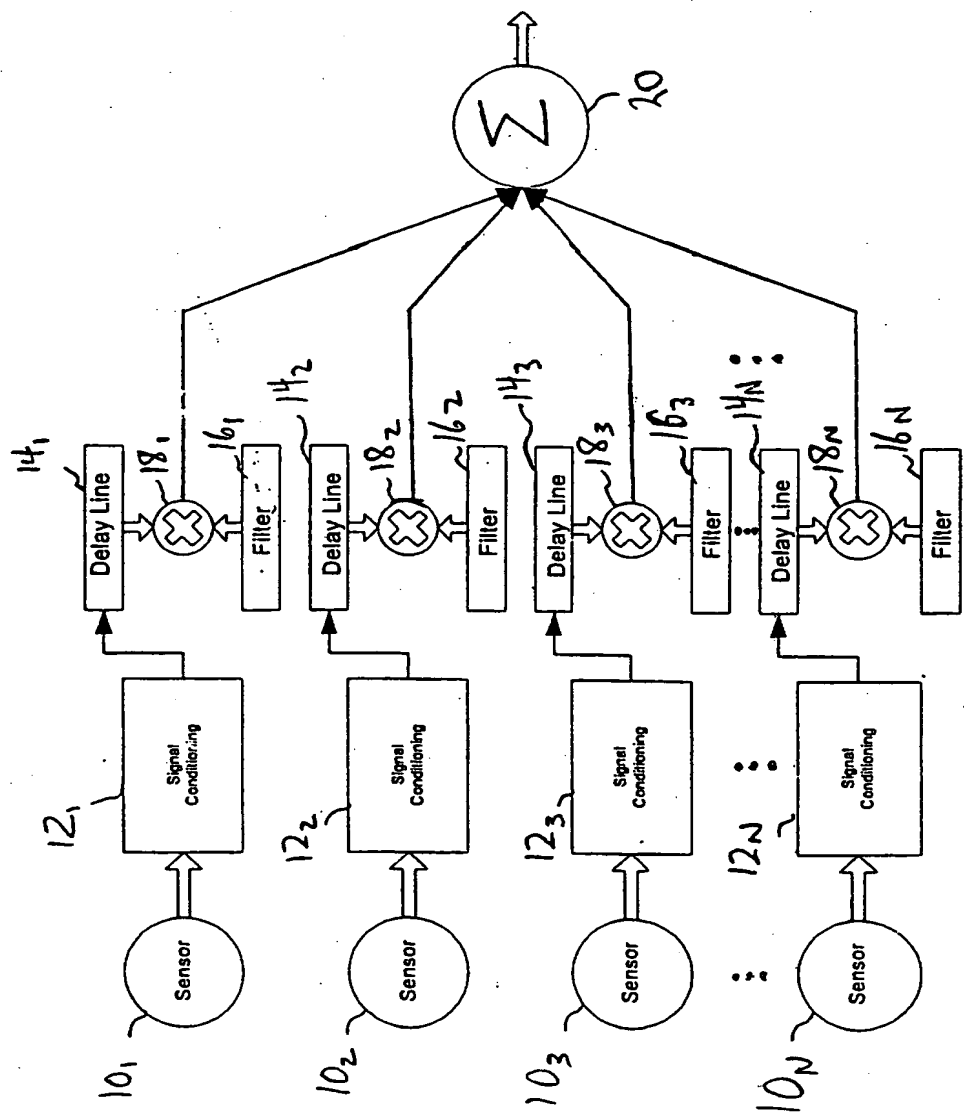 14₁
Delay Line
18₁
16₁
Filter
12₁
Signal
Conditioning
10₁
Sensor
14₂
Delay Line
18₂
16₂
Filter
12₂
Signal
Conditioning
10₂
Sensor
Σ
20
14₃
Delay Line
18₃
16₃
Filter
12₃
Signal
Conditioning
10₃
Sensor
14N
Delay Line
18N
16N
Filter
12N
Signal
Conditioning
10N
Sensor